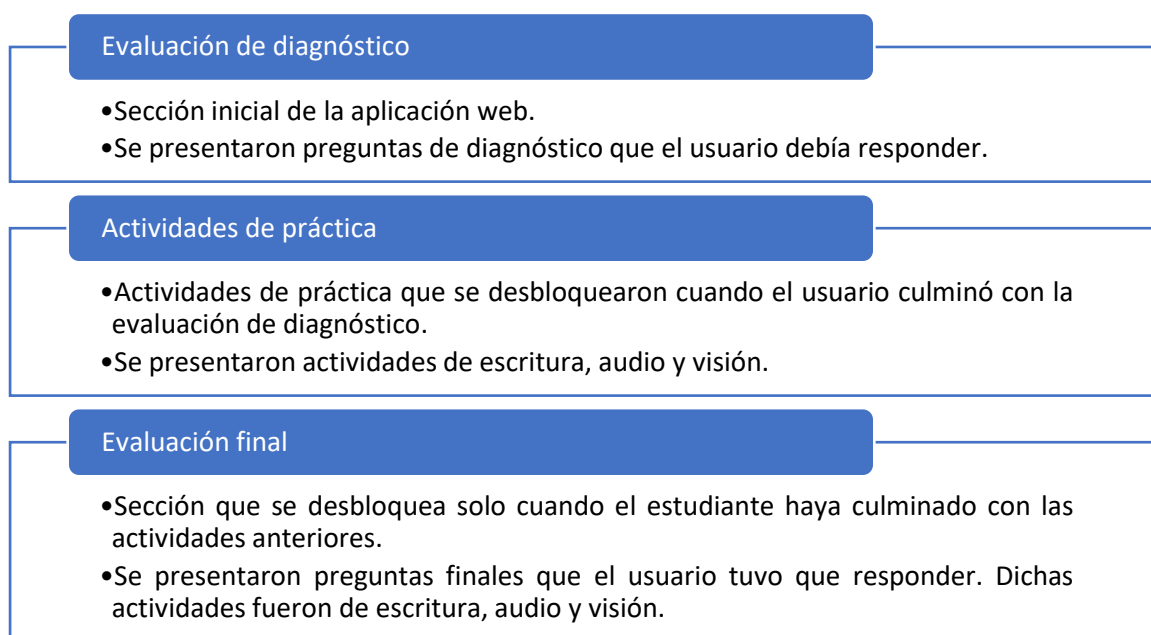 Evaluación de diagnóstico
•Sección inicial de la aplicación web.
•Se presentaron preguntas de diagnóstico que el usuario debía responder.
Actividades de práctica
•Actividades de práctica que se desbloquearon cuando el usuario culminó con la
evaluación de diagnóstico.
•Se presentaron actividades de escritura, audio y visión.
Evaluación final
•Sección que se desbloquea solo cuando el estudiante haya culminado con las
actividades anteriores.
•Se presentaron preguntas finales que el usuario tuvo que responder. Dichas
actividades fueron de escritura, audio y visión.